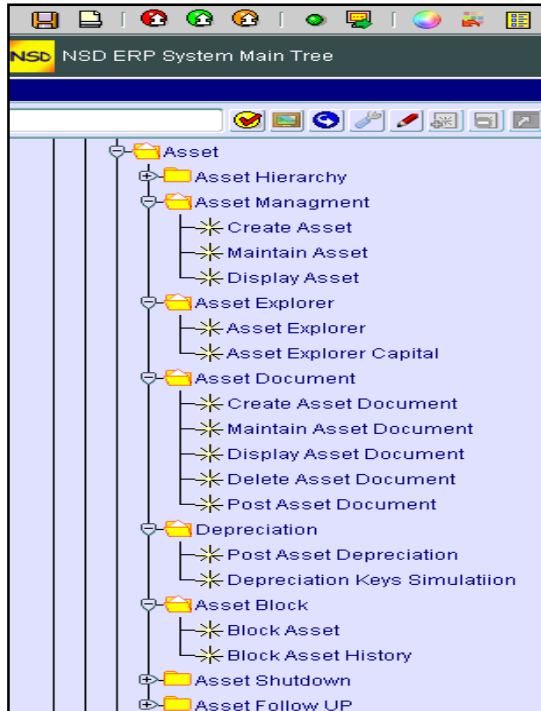 NSD NSD ERP System Main Tree
Asset
Asset Hierarchy
Asset Managment
Create Asset
Maintain Asset
Display Asset
Asset Explorer
Asset Explorer
Asset Explorer Capital
Asset Document
Create Asset Document
Maintain Asset Document
Display Asset Document
Delete Asset Document
Post Asset Document
Depreciation
Post Asset Depreciation
Depreciation Keys Simulatiion
Asset Block
Block Asset
Block Asset History
Asset Shutdown
Asset Follow UP